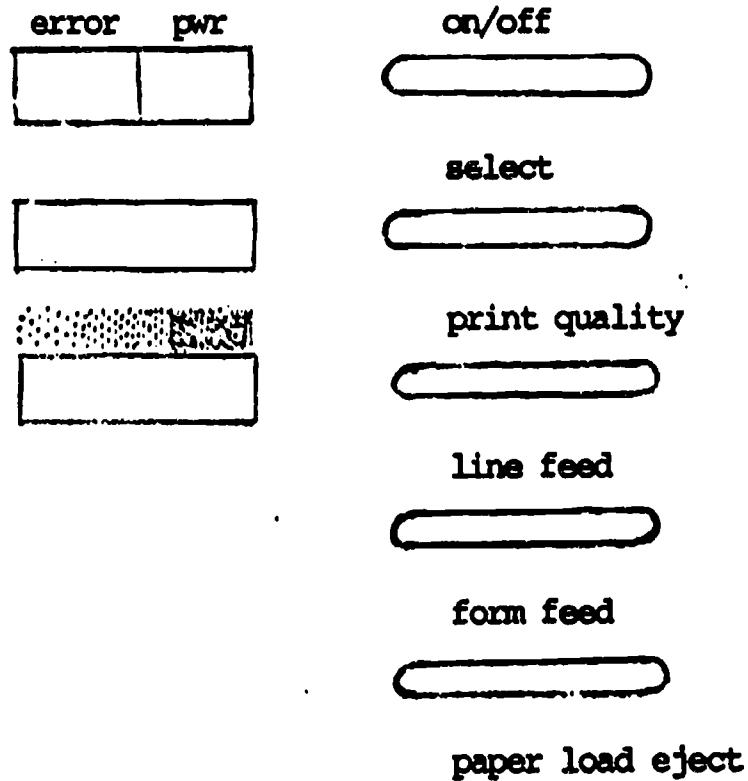 error pwr on/off
select
print quality
line feed
form feed
paper load eject